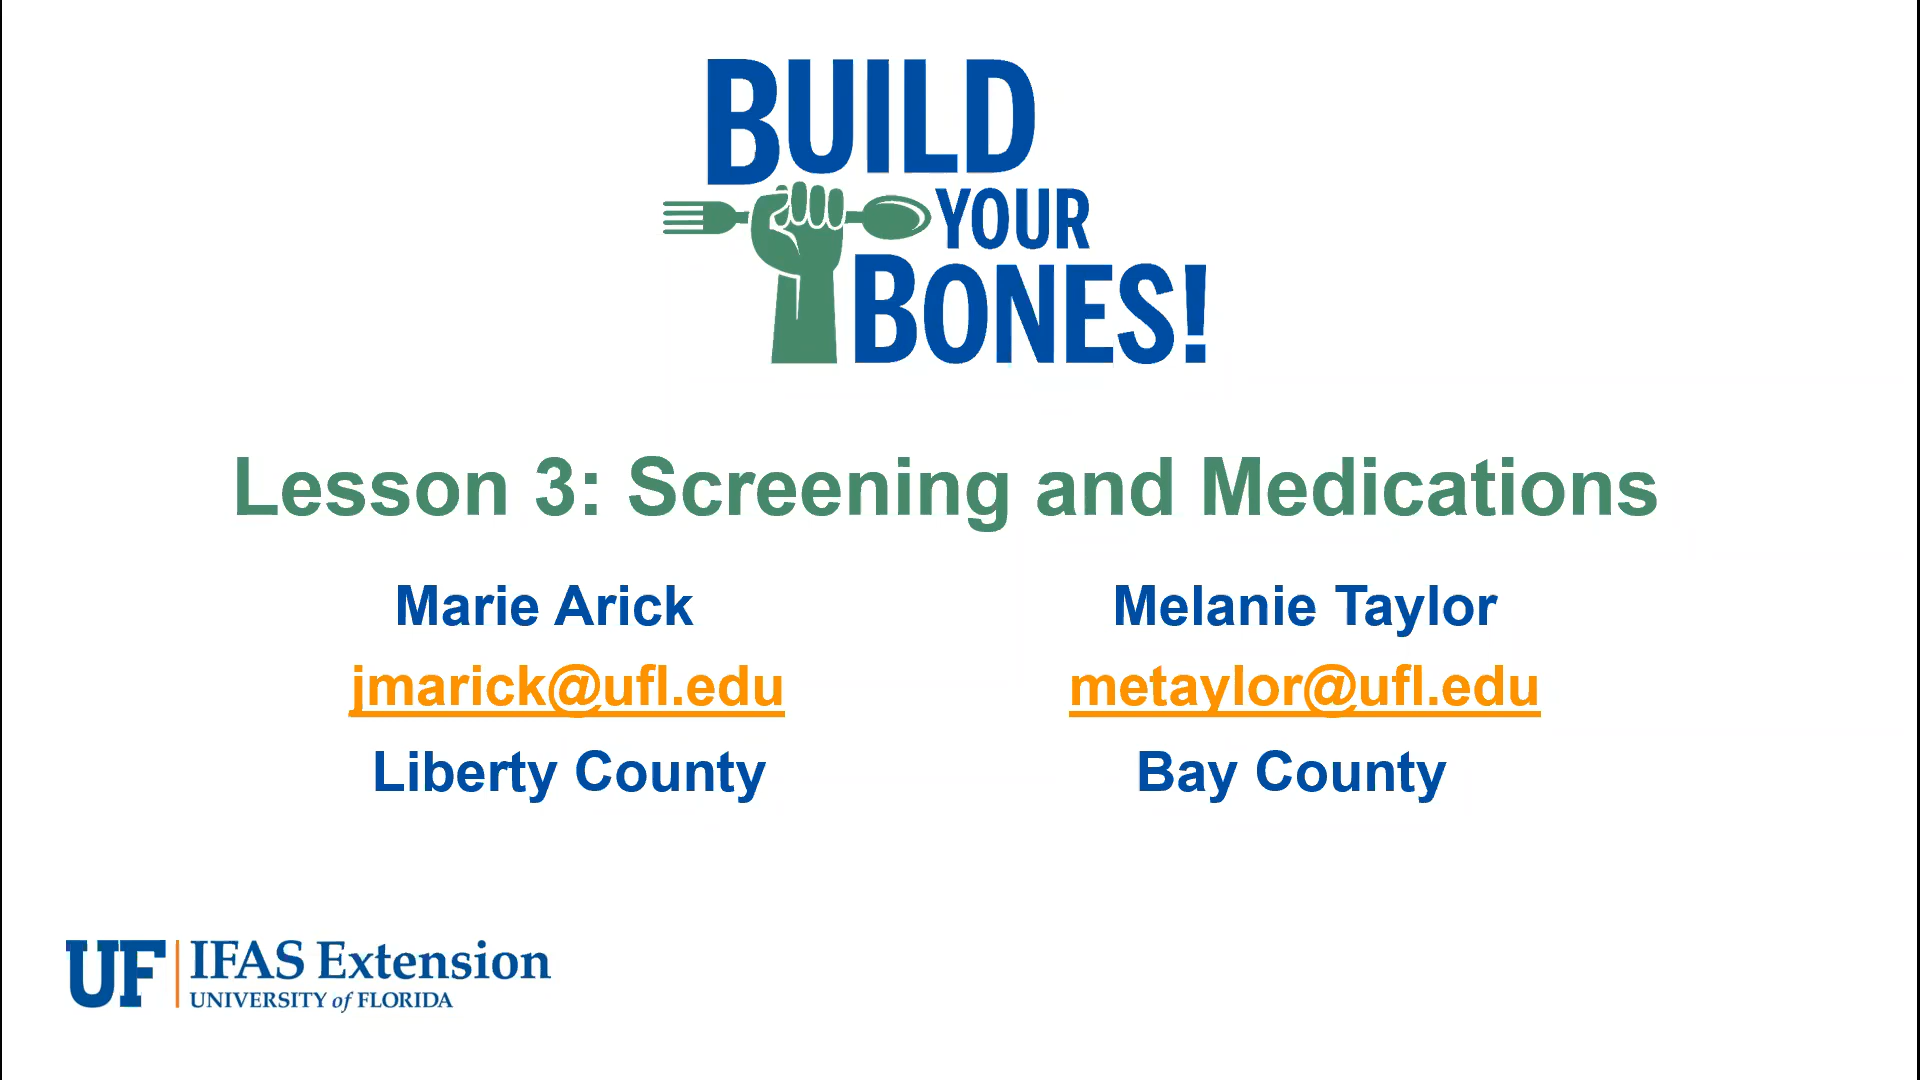 BUILD
YOUR
BONES!
Lesson 3: Screening and Medications
Marie Arick
jmarick@ufl.edu
Liberty County
Melanie Taylor
metaylor@ufl.edu
Bay County
UF IFAS Extension
UNIVERSITY of FLORIDA